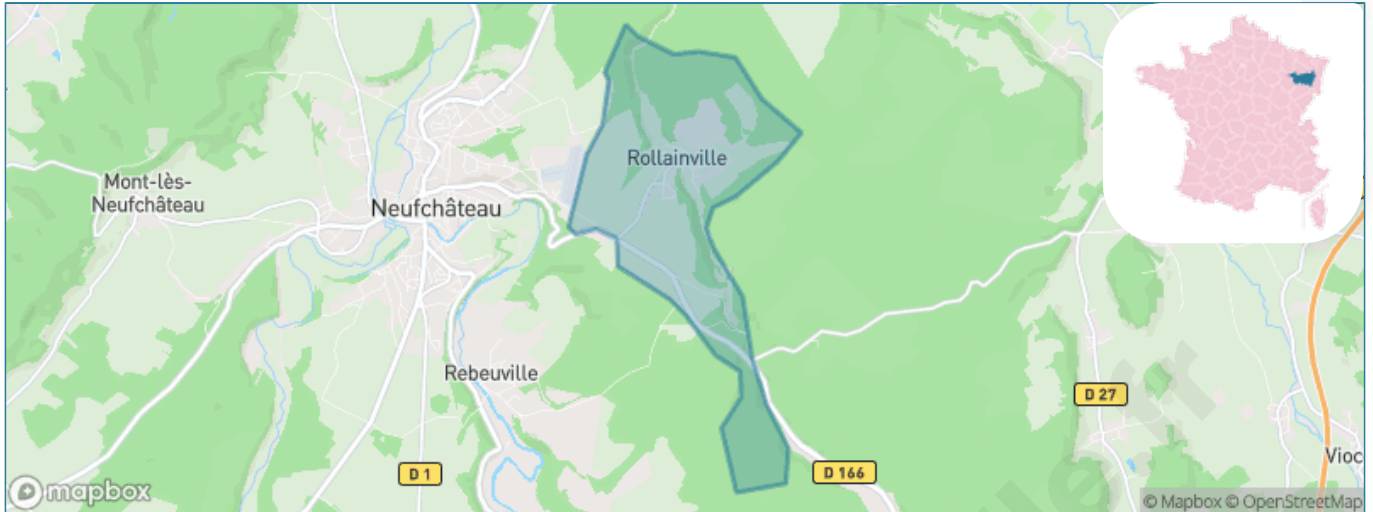 Rollainville
Mont-lès-
Neufchâteau
Neufchâteau
Rebeuville
D 27
D 1
D 166
Vioc
mapbox
© Mapbox © OpenStreetMap